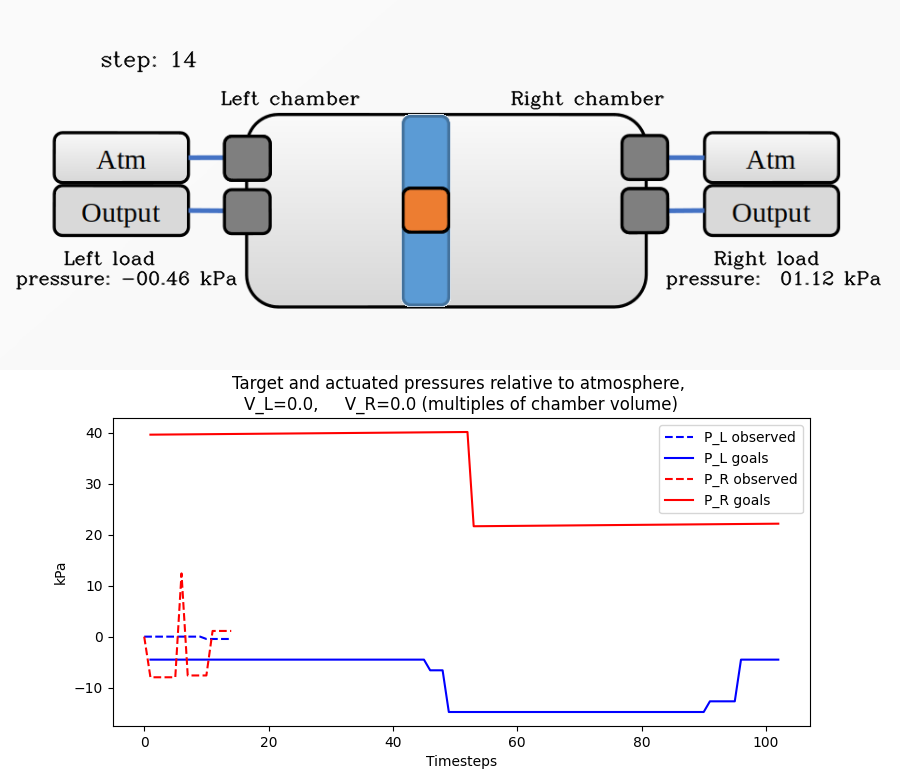 step: 14
Left chamber
Right chamber
Atm
Atm
Output
Output
Left load
pressure: -00.46 kPa
Right load
pressure: 01.12 kPa
Target and actuated pressures relative to atmosphere,
V_L=0.0, V_R=0.0 (multiples of chamber volume)
P_L observed
P_L goals
P_R observed
P_R goals
kPa
40
30
20
10
0
−10
0 20 40 60 80 100
Timesteps